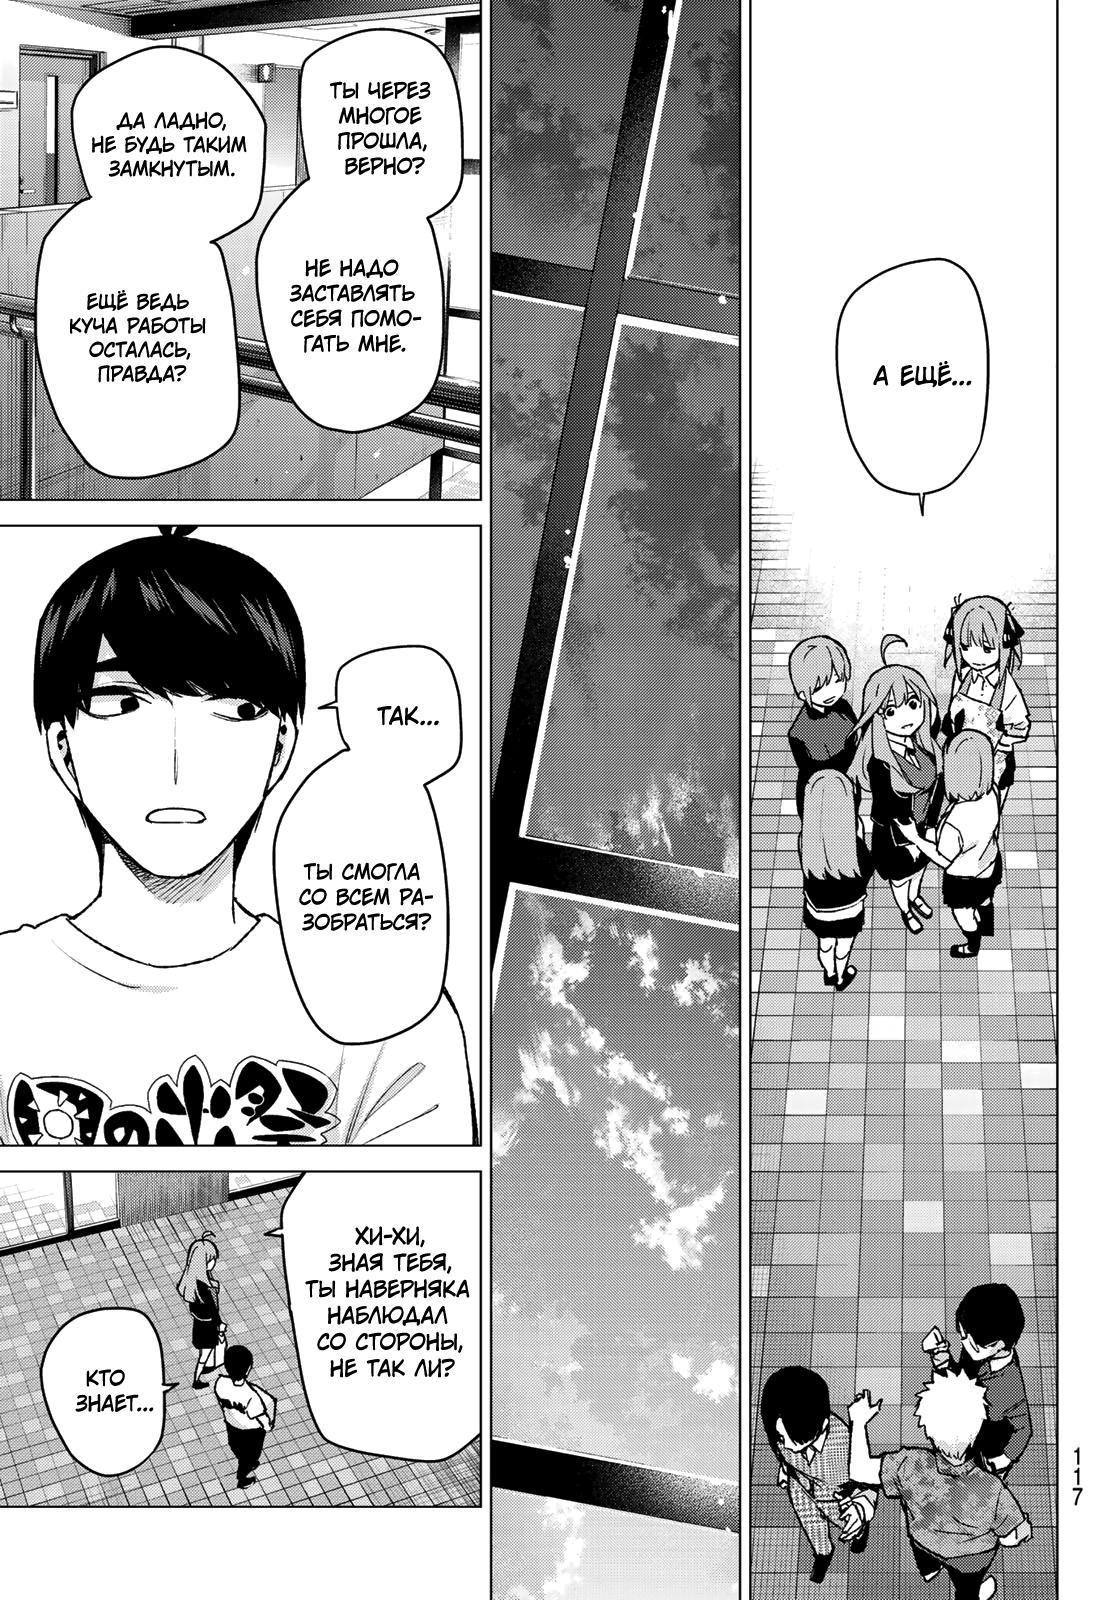 А ЕЩЁ...
ТЫ ЧЕРЕЗ
МНОГОЕ
ПРОШЛА,
ВЕРНО?
НЕ НАДО
ЗАСТАВЛЯТЬ
СЕБЯ ПОМО-
ГАТЬ МНЕ.
ДА ЛАДНО,
НЕ БУДЬ ТАКИМ
ЗАМКНУТЫМ.
ЕЩЁ ВЕДЬ
КУЧА РАБОТЫ
ОСТАЛАСЬ,
ПРАВДА?
ТАК...
ТЫ СМОГЛА
СО ВСЕМ РА-
ЗОБРАТЬСЯ?
ХИ-ХИ,
ЗНАЯ ТЕБЯ,
ТЫ НАВЕРНЯКА
НАБЛЮДАЛ
СО СТОРОНЫ,
НЕ ТАК ЛИ?
КТО
ЗНАЕТ...
117